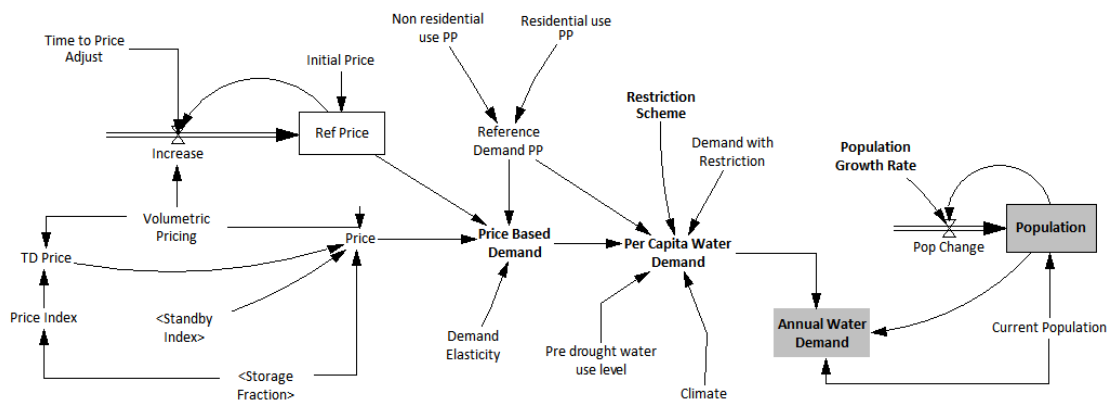 Non residential
use PP
Residential use
PP
Time to Price
Adjust
Initial Price
Restriction
Scheme
Ref Price
Increase
Reference
Demand PP
Demand with
Restriction
Population
Growth Rate
Volumetric
Pricing
Price
Price Based
Demand
Per Capita Water
Demand
Pop Change
Population
TD Price
Price Index
<Standby
Index>
Demand
Elasticity
Pre drought water
use level
Annual Water
Demand
Current Population
<Storage
Fraction>
Climate